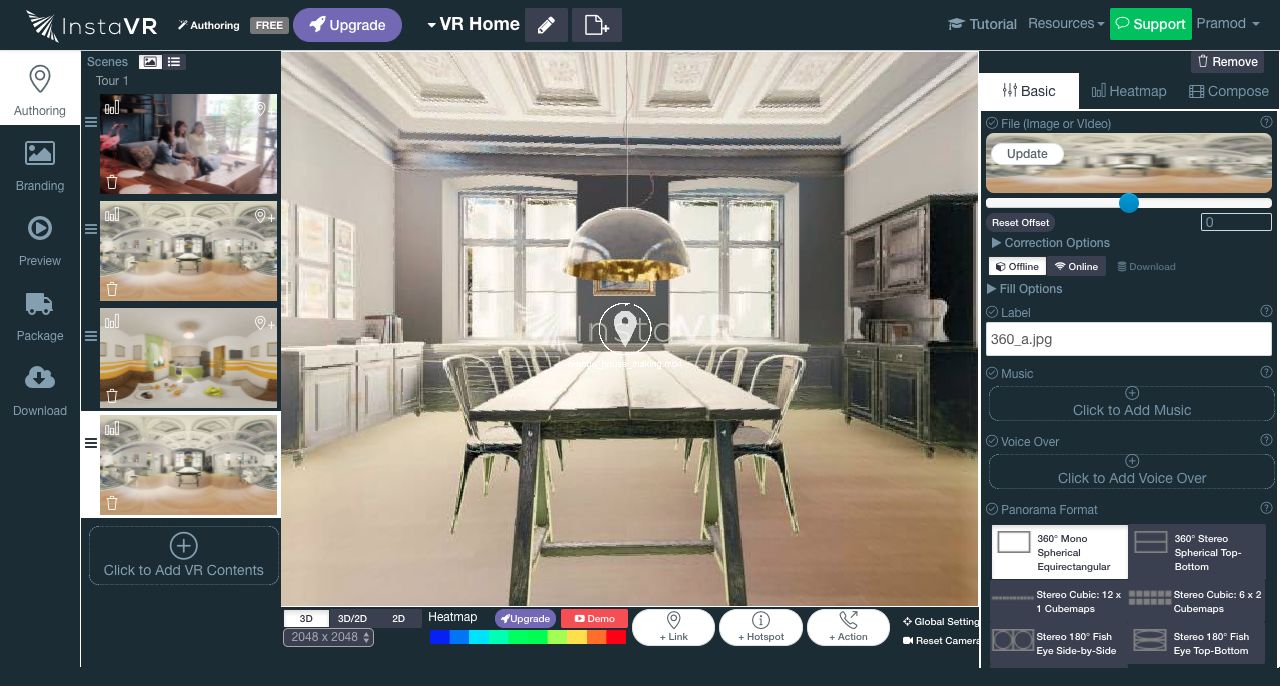 InstaVR
Authoring
FREE
Upgrade
VR Home
Tutorial
Resources
Support
Pramod
Authoring
Branding
Preview
Package
Download
Scenes
Tour 1
Click to Add VR Contents
InstaVR
3D
3D/2D
2D
2048 x 2048
Heatmap
Upgrade
Demo
+ Link
+ Hotspot
+ Action
Global Setting
Reset Camera
Remove
Basic
Heatmap
Compose
File (Image or VIdeo)
Update
Reset Offset
0
Correction Options
Offline
Online
Download
Fill Options
Label
360_a.jpg
Music
Click to Add Music
Voice Over
Click to Add Voice Over
Panorama Format
360° Mono
Spherical
Equirectangular
360° Stereo
Spherical Top-
Bottom
Stereo Cubic: 12 x
1 Cubemaps
Stereo Cubic: 6 x 2
Cubemaps
Stereo 180° Fish
Eye Side-by-Side
Stereo 180° Fish
Eye Top-Bottom